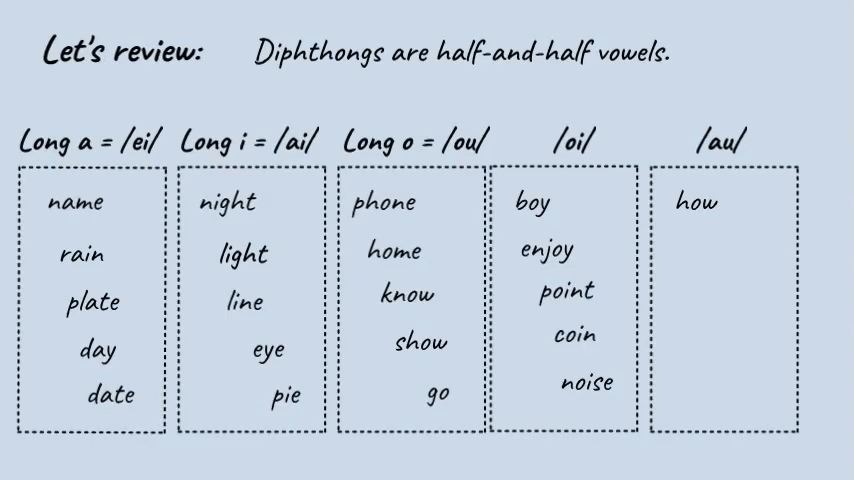 Let's review: Diphthongs are half-and-half vowels.
Long a = /ei/ Long i = /ai/ Long o = /ou/ /oi/ /au/
name night phone boy how
rain light home enjoy
plate line know point
day eye show coin
date pie go noise